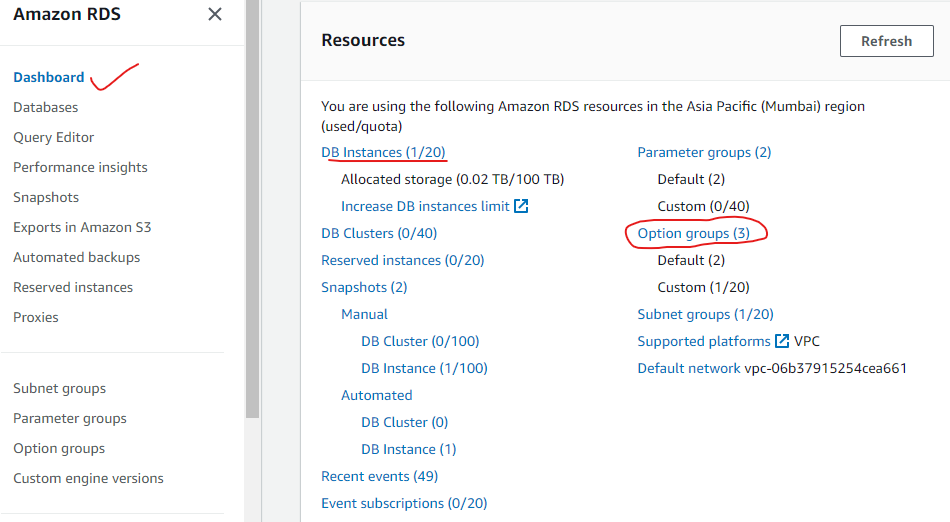 Amazon RDS
Dashboard
Databases
Query Editor
Performance insights
Snapshots
Exports in Amazon S3
Automated backups
Reserved instances
Proxies
Subnet groups
Parameter groups
Option groups
Custom engine versions
Resources
Refresh
You are using the following Amazon RDS resources in the Asia Pacific (Mumbai) region
(used/quota)
DB Instances (1/20)
Allocated storage (0.02 TB/100 TB)
Increase DB instances limit
DB Clusters (0/40)
Reserved instances (0/20)
Snapshots (2)
Manual
DB Cluster (0/100)
DB Instance (1/100)
Automated
DB Cluster (0)
DB Instance (1)
Recent events (49)
Event subscriptions (0/20)
Parameter groups (2)
Default (2)
Custom (0/40)
Option groups (3)
Default (2)
Custom (1/20)
Subnet groups (1/20)
Supported platforms VPC
Default network vpc-06b37915254cea661